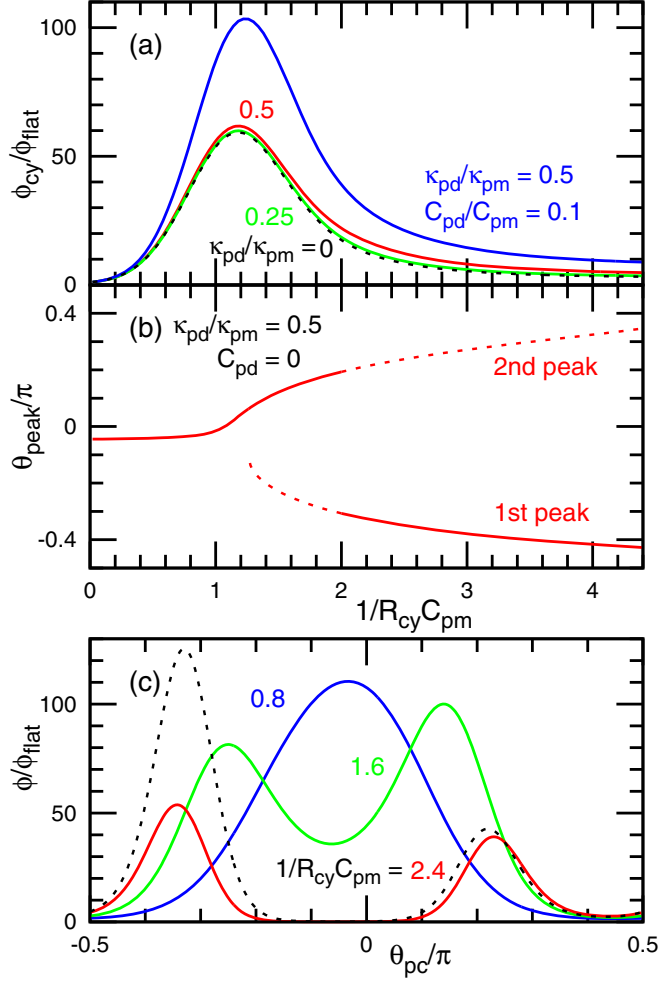 (a)
100
50
0
ϕcy/ϕflat
0.5
0.25
κpd/κpm=0
κpd/κpm = 0.5
Cpd/Cpm = 0.1
(b)
κpd/κpm = 0.5
Cpd = 0
0.4
0
-0.4
θpeak/π
2nd peak
1st peak
0 1 2 3 4
1/RcyCpm
(c)
100
50
0
ϕ/ϕflat
0.8
1.6
1/RcyCpm = 2.4
-0.5 0 0.5
θpc/π